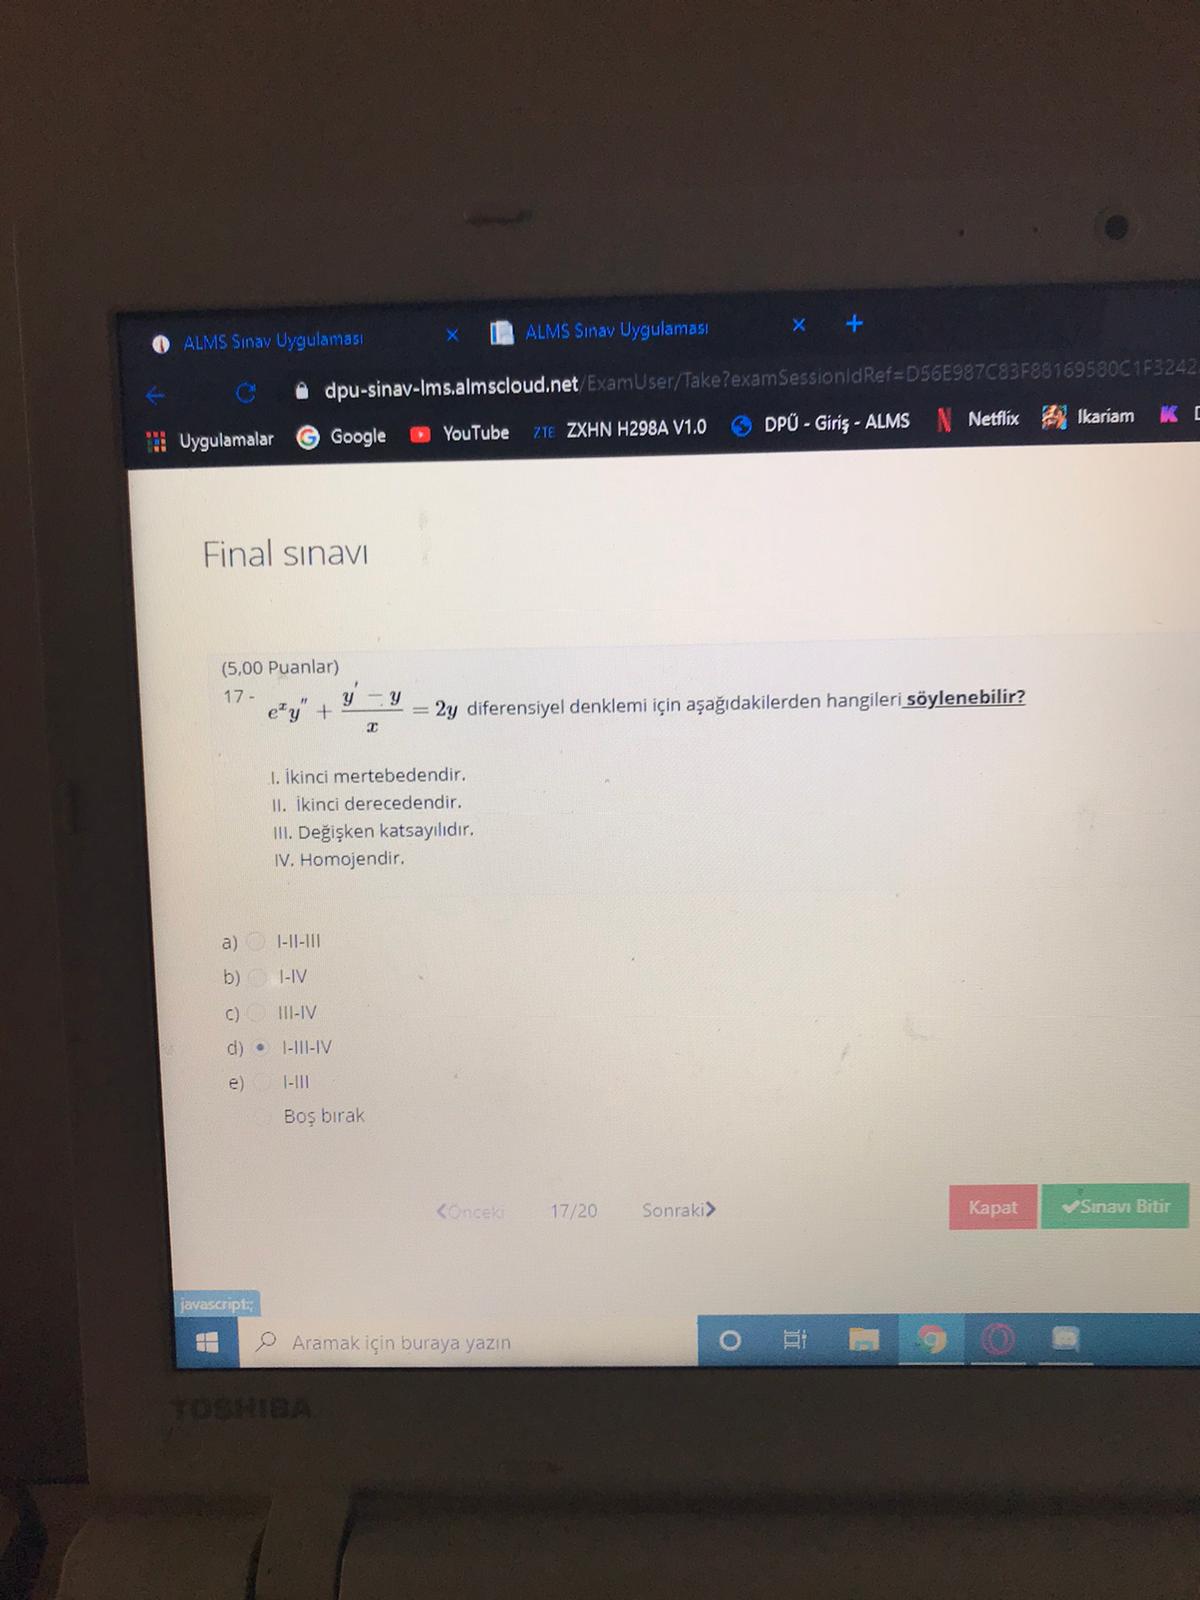 ALMS Sınav Uygulaması
ALMS Sınav Uygulaması
dpu-sinav-lms.almscloud.net/ExamUser/Take?examSessionIdRef=D56E987C83F88169580C1F3242
Uygulamalar Google YouTube ZTE ZXHN H298A V1.0 DPÜ - Giriş - ALMS Netflix Ikariam
Final sınavı
(5,00 Puanlar)
17 - eˣy″ + (y′ − y)/x = 2y diferensiyel denklemi için aşağıdakilerden hangileri söylenebilir?
I. İkinci mertebedendir.
II. İkinci derecedendir.
III. Değişken katsayılıdır.
IV. Homojendir.
a) I-II-III
b) I-IV
c) III-IV
d) I-III-IV
e) I-III
Boş bırak
Önceki 17/20 Sonraki Kapat Sınavı Bitir
javascript:;
Aramak için buraya yazın
TOSHIBA